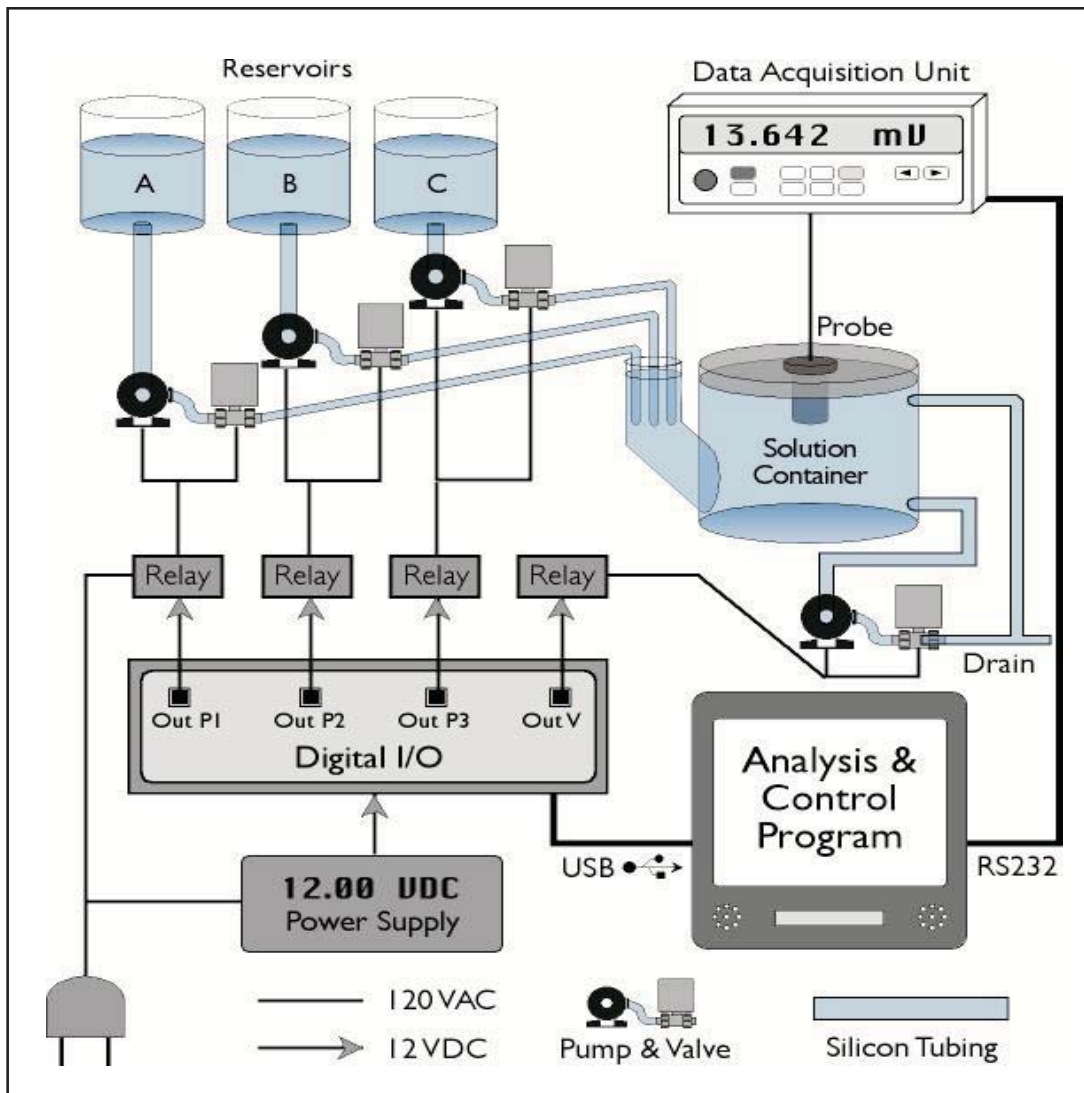 Reservoirs
Data Acquisition Unit
13.642 mV
A
B
C
Probe
Solution
Container
Relay
Relay
Relay
Relay
Drain
Out P1
Out P2
Out P3
Out V
Digital I/O
Analysis &
Control
Program
USB
RS232
12.00 VDC
Power Supply
120 VAC
12 VDC
Pump & Valve
Silicon Tubing